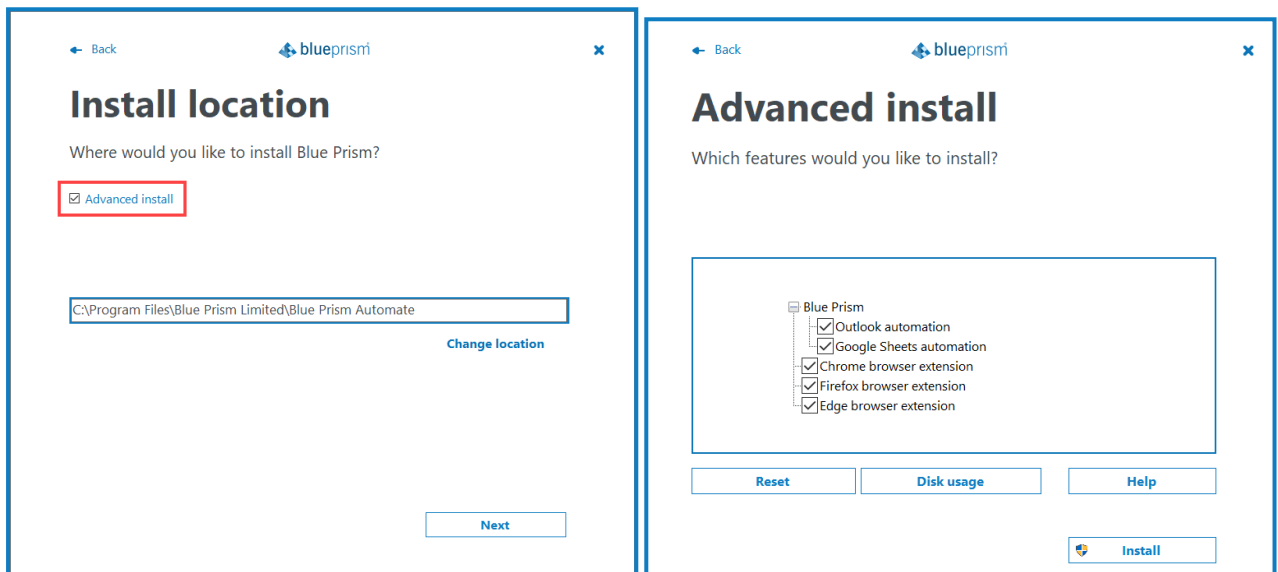 Back
blueprism
Install location
Where would you like to install Blue Prism?
Advanced install
C:\Program Files\Blue Prism Limited\Blue Prism Automate
Change location
Next
Back
blueprism
Advanced install
Which features would you like to install?
Blue Prism
Outlook automation
Google Sheets automation
Chrome browser extension
Firefox browser extension
Edge browser extension
Reset
Disk usage
Help
Install